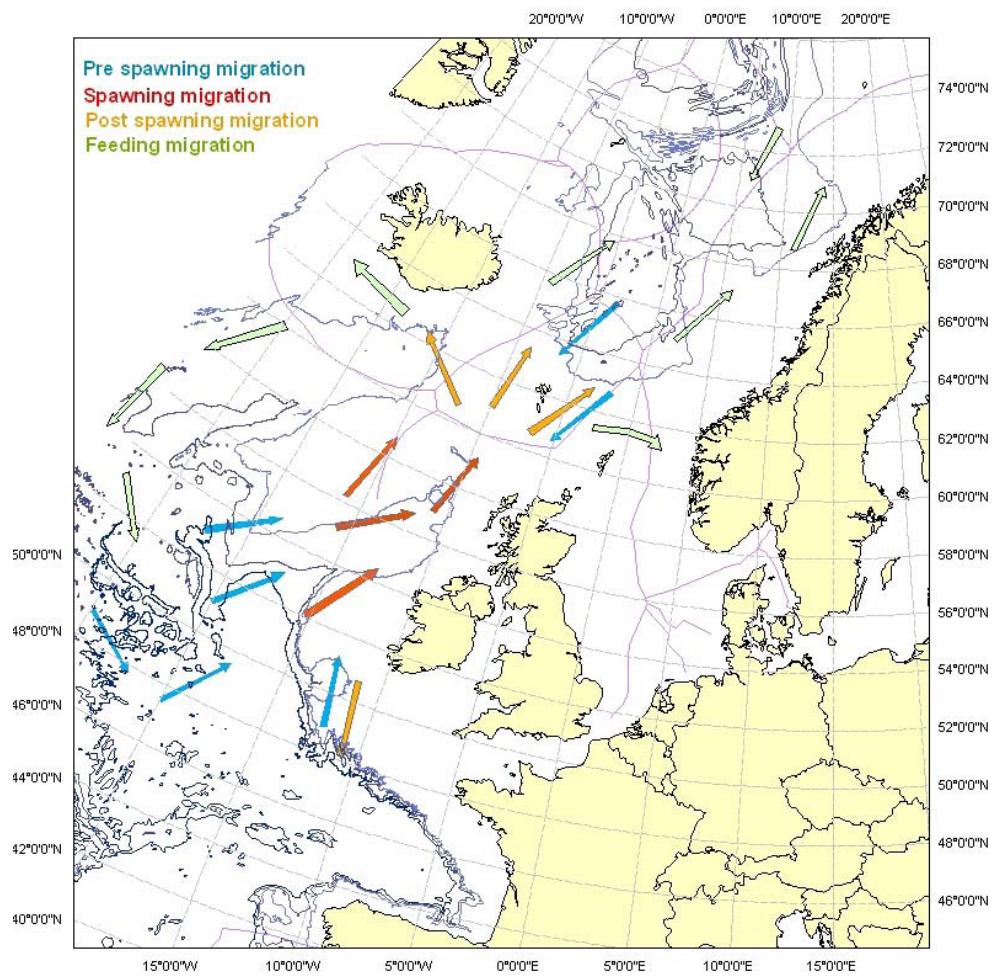 20°0'0"W 10°0'0"W 0°0'0"E 10°0'0"E 20°0'0"E
Pre spawning migration
Spawning migration
Post spawning migration
Feeding migration
74°0'0"N
72°0'0"N
70°0'0"N
68°0'0"N
66°0'0"N
64°0'0"N
62°0'0"N
60°0'0"N
58°0'0"N
56°0'0"N
54°0'0"N
52°0'0"N
50°0'0"N
48°0'0"N
46°0'0"N
50°0'0"N
48°0'0"N
46°0'0"N
44°0'0"N
42°0'0"N
40°0'0"N
15°0'0"W 10°0'0"W 5°0'0"W 0°0'0"E 5°0'0"E 10°0'0"E 15°0'0"E